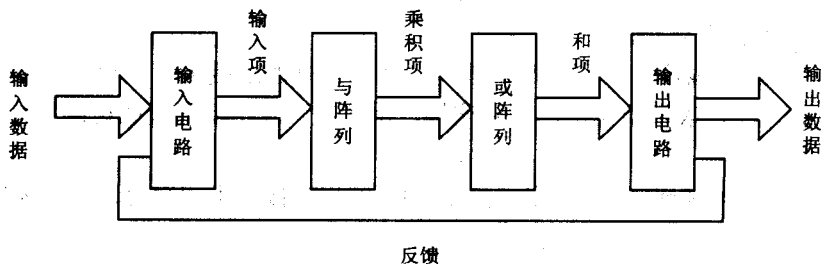 输入数据
输入电路
输入项
与阵列
乘积项
或阵列
和项
输出电路
输出数据
反馈